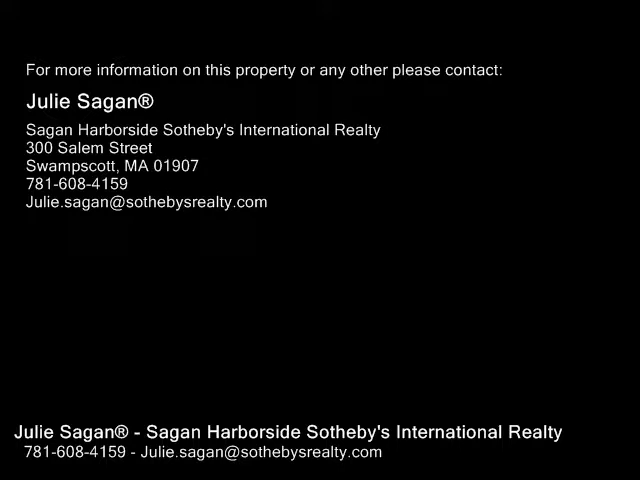 For more information on this property or any other please contact:
Julie Sagan®
Sagan Harborside Sotheby's International Realty
300 Salem Street
Swampscott, MA 01907
781-608-4159
Julie.sagan@sothebysrealty.com
Julie Sagan® - Sagan Harborside Sotheby's International Realty
781-608-4159 - Julie.sagan@sothebysrealty.com